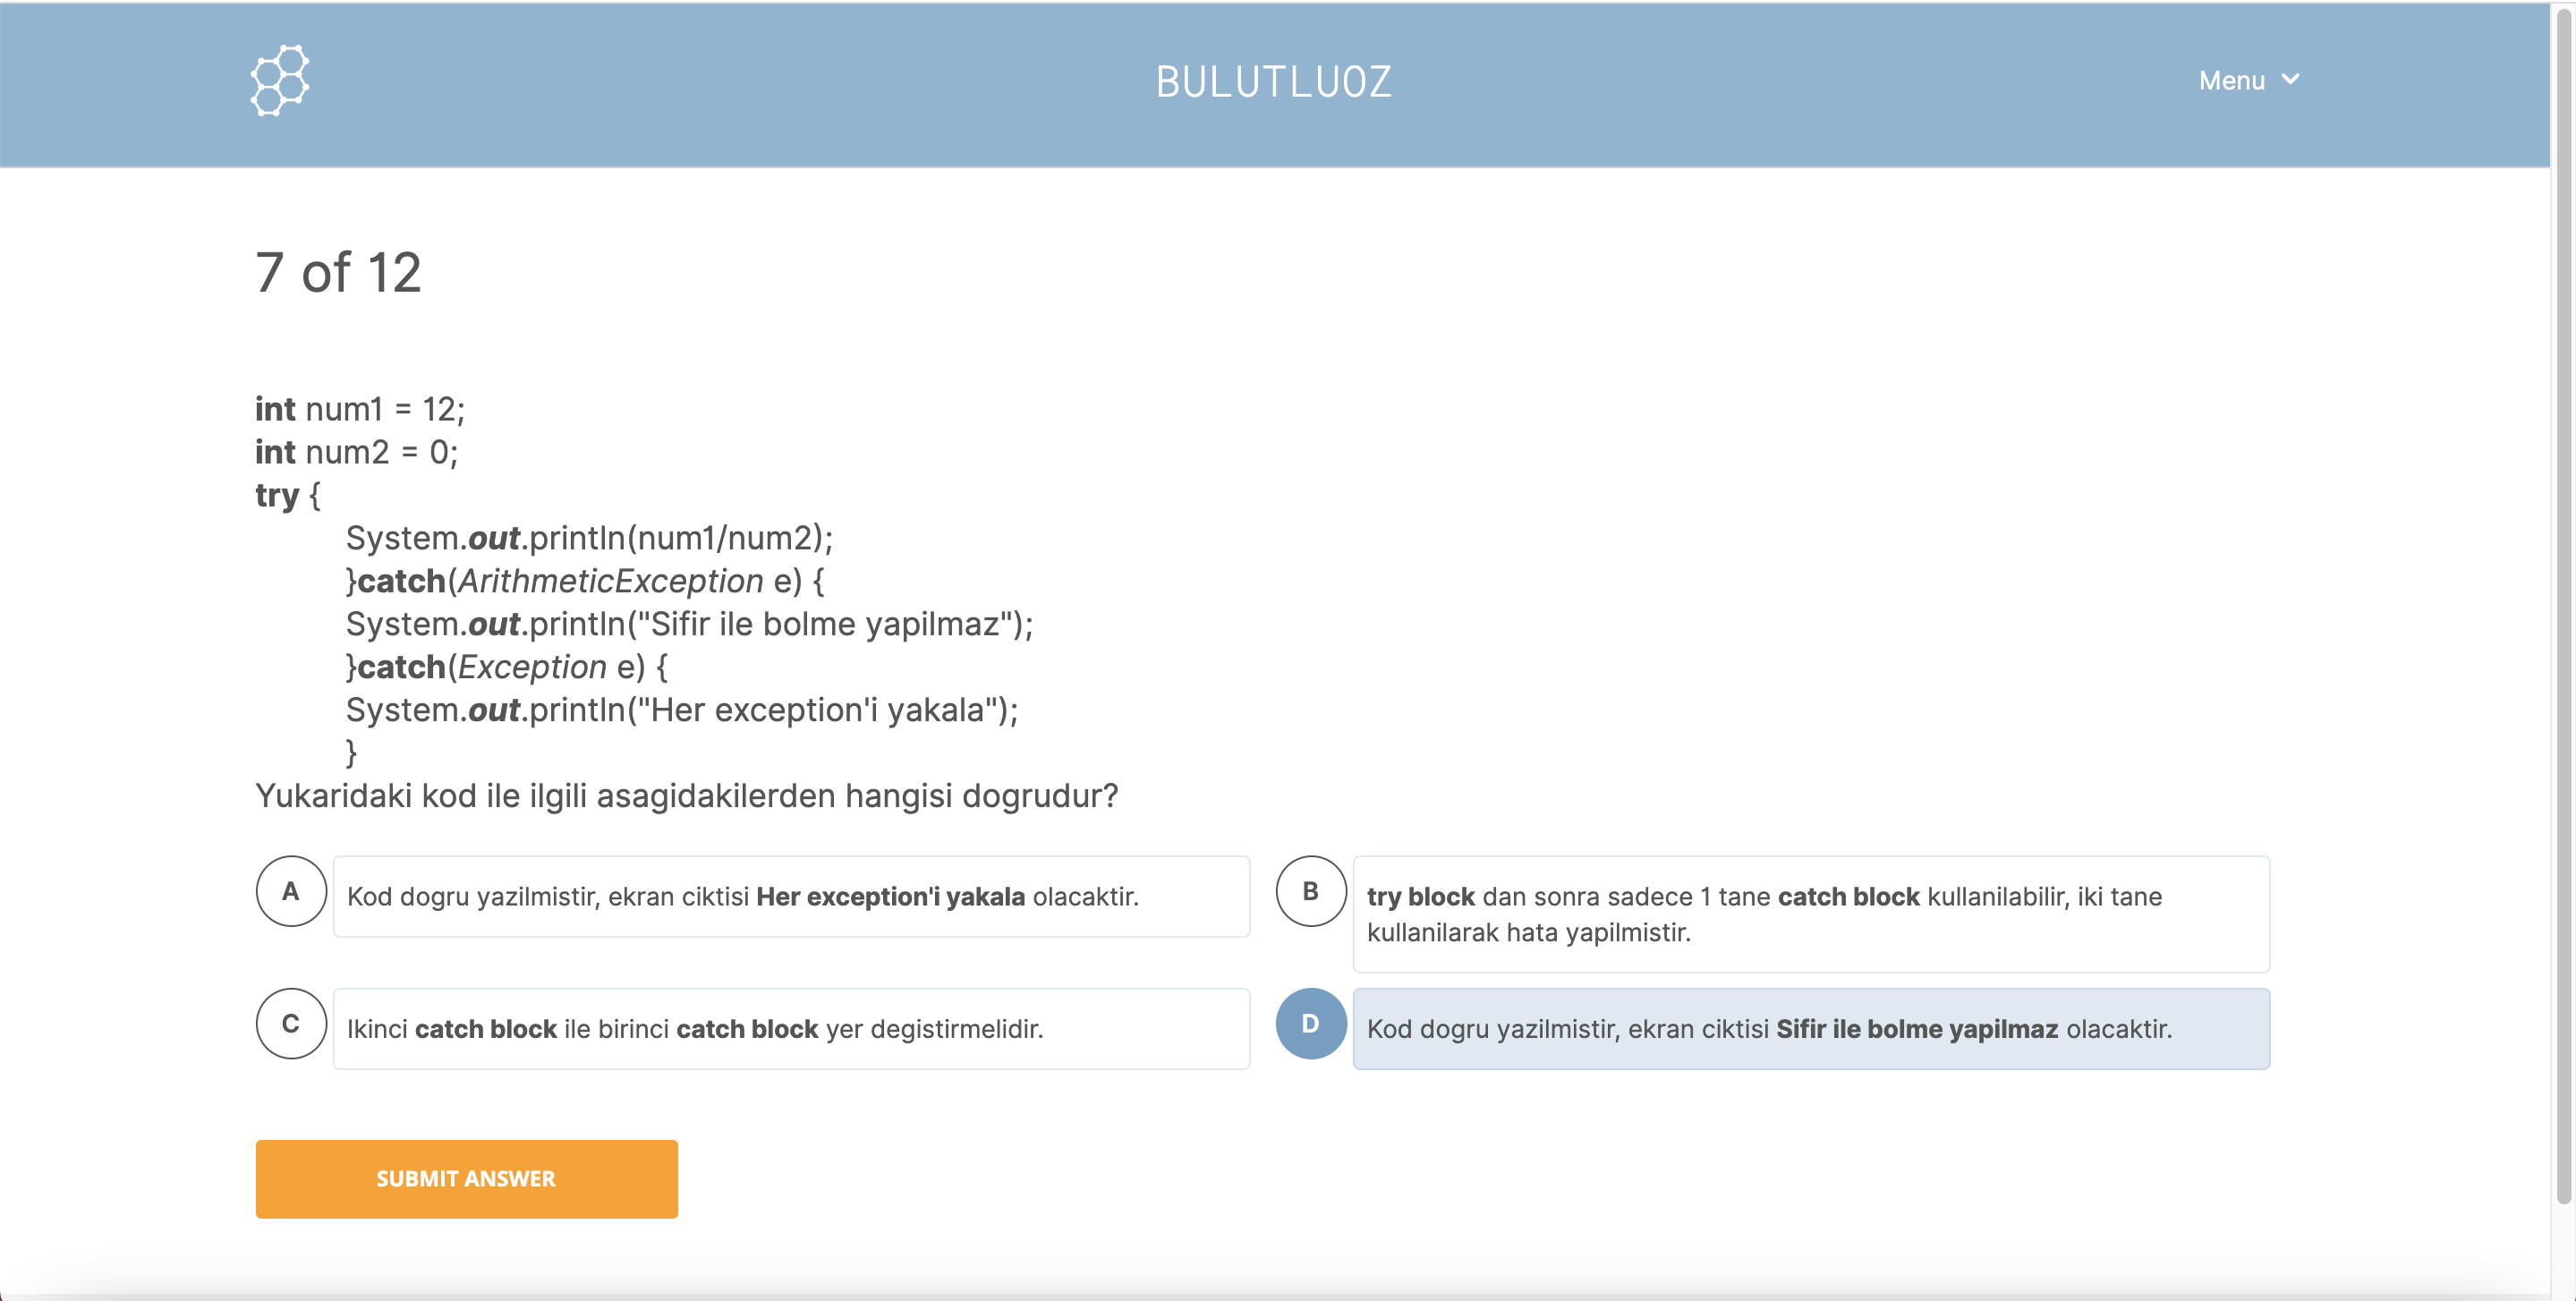 BULUTLUOZ
Menu
7 of 12
int num1 = 12;
int num2 = 0;
try {
System.out.println(num1/num2);
}catch(ArithmeticException e) {
System.out.println("Sifir ile bolme yapilmaz");
}catch(Exception e) {
System.out.println("Her exception'i yakala");
}
Yukaridaki kod ile ilgili asagidakilerden hangisi dogrudur?
A
Kod dogru yazilmistir, ekran ciktisi Her exception'i yakala olacaktir.
B
try block dan sonra sadece 1 tane catch block kullanilabilir, iki tane
kullanilarak hata yapilmistir.
C
Ikinci catch block ile birinci catch block yer degistirmelidir.
D
Kod dogru yazilmistir, ekran ciktisi Sifir ile bolme yapilmaz olacaktir.
SUBMIT ANSWER